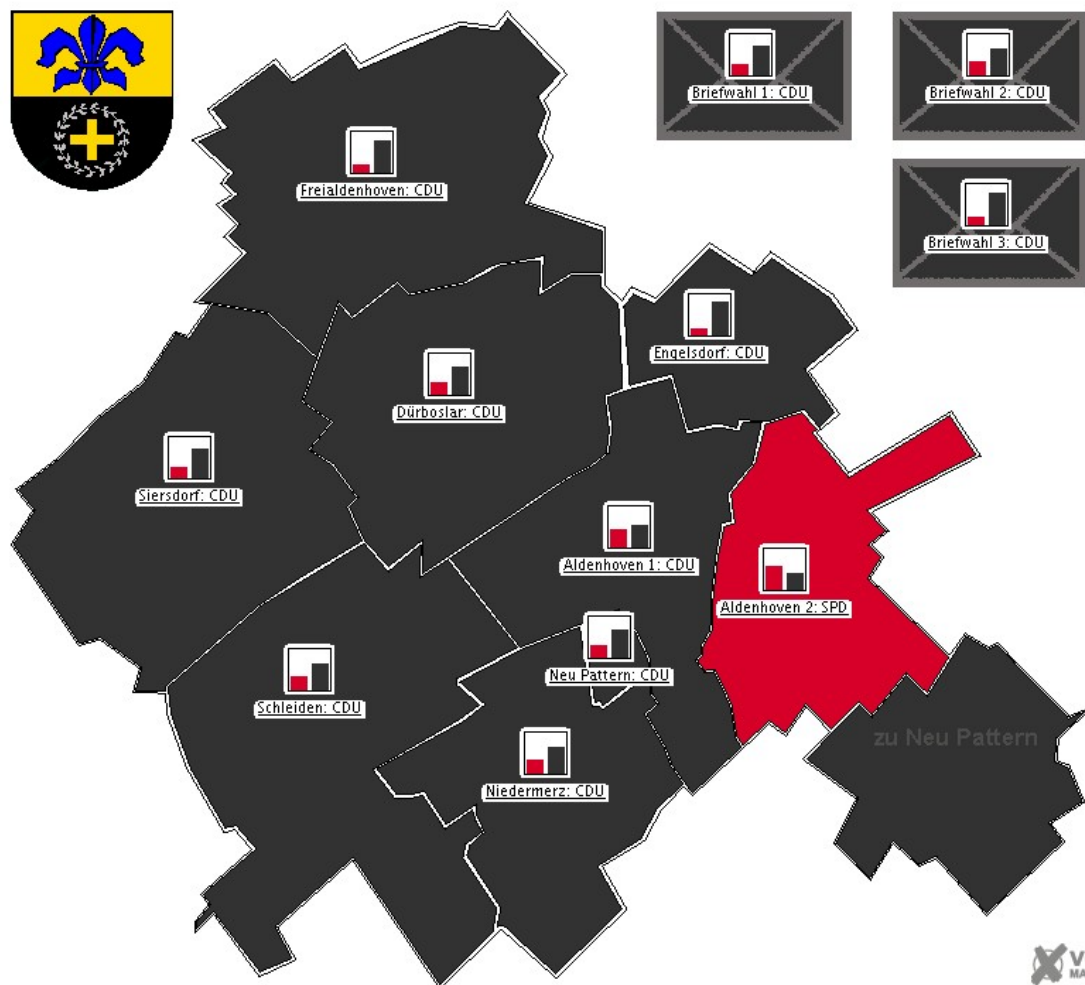 Briefwahl 1: CDU
Briefwahl 2: CDU
Freialdenhoven: CDU
Briefwahl 3: CDU
Engelsdorf: CDU
Dürboslar: CDU
Siersdorf: CDU
Aldenhoven 1: CDU
Aldenhoven 2: SPD
Neu Pattern: CDU
Schleiden: CDU
zu Neu Pattern
Niedermerz: CDU